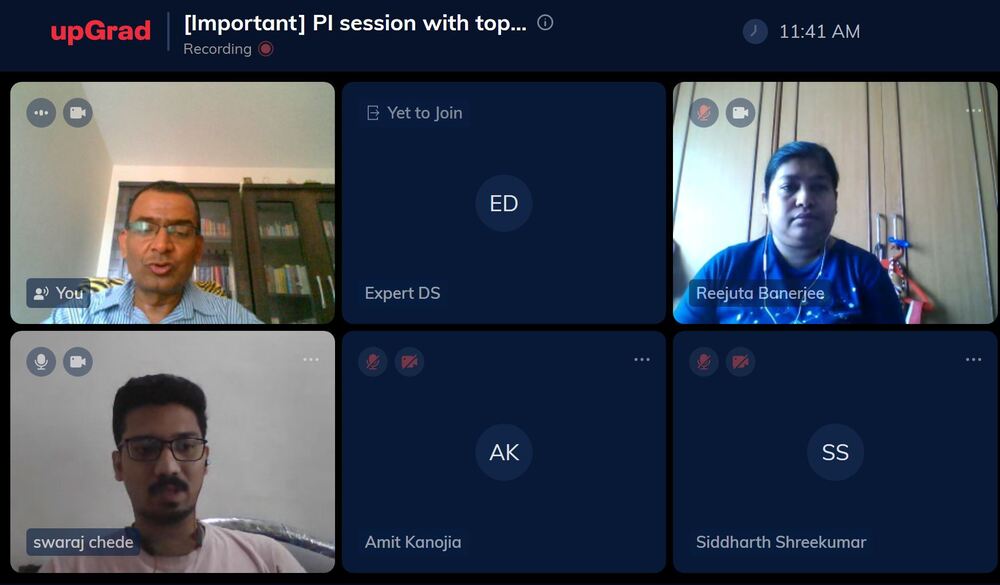 upGrad
[Important] PI session with top...
Recording
11:41 AM
Yet to Join
ED
You
Expert DS
Reejuta Banerjee
AK
SS
swaraj chede
Amit Kanojia
Siddharth Shreekumar